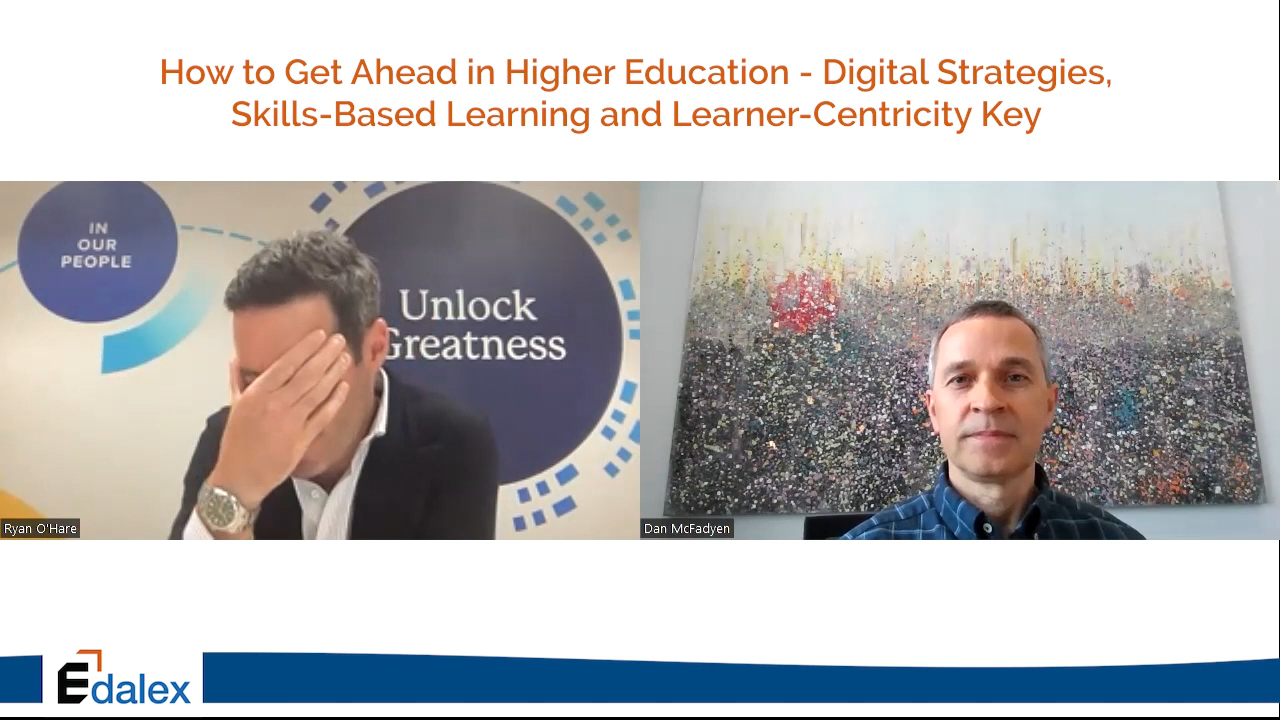 How to Get Ahead in Higher Education - Digital Strategies,
Skills-Based Learning and Learner-Centricity Key
IN
OUR
PEOPLE
Unlock
Greatness
Ryan O'Hare
Dan McFadyen
Edalex